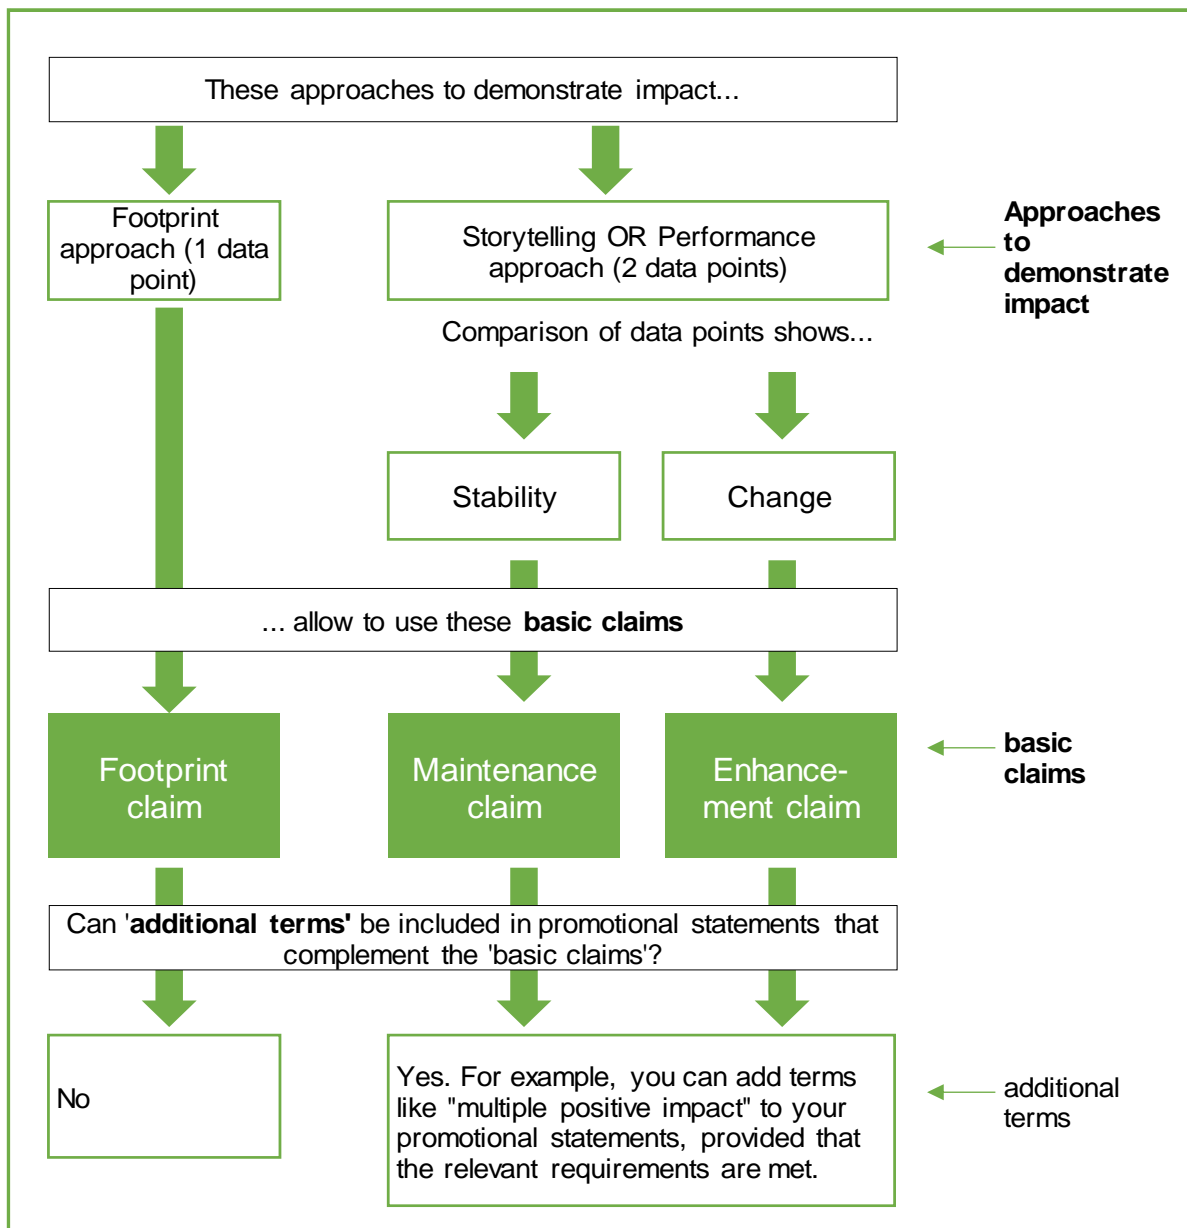 These approaches to demonstrate impact...
Footprint
approach (1 data
point)
Storytelling OR Performance
approach (2 data points)
Approaches
to
demonstrate
impact
Comparison of data points shows...
Stability
Change
... allow to use these basic claims
Footprint
claim
Maintenance
claim
Enhance-
ment claim
basic
claims
Can 'additional terms' be included in promotional statements that
complement the 'basic claims'?
No
Yes. For example, you can add terms
like "multiple positive impact" to your
promotional statements, provided that
the relevant requirements are met.
additional
terms